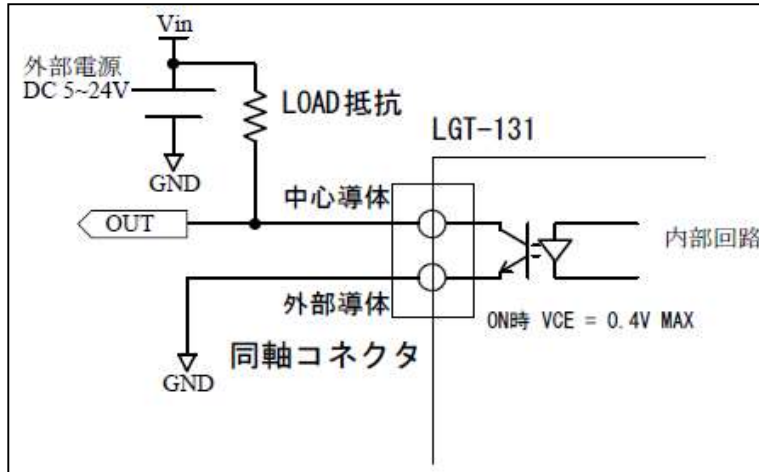 Vin
外部電源
DC 5~24V
LOAD抵抗
LGT-131
GND
中心導体
OUT
内部回路
外部導体
ON時 VCE = 0.4V MAX
同軸コネクタ
GND